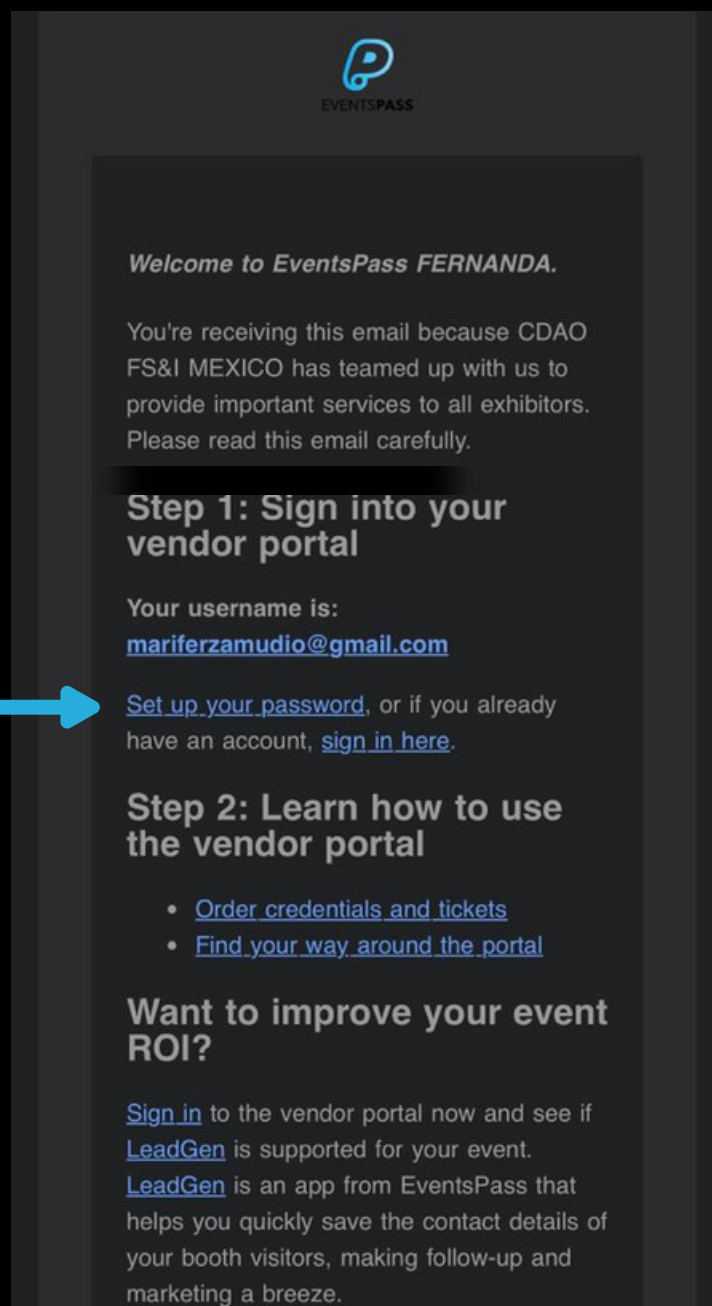 EVENTSPASS
Welcome to EventsPass FERNANDA.
You're receiving this email because CDAO
FS&I MEXICO has teamed up with us to
provide important services to all exhibitors.
Please read this email carefully.
Step 1: Sign into your
vendor portal
Your username is:
mariferzamudio@gmail.com
Set up your password, or if you already
have an account, sign in here.
Step 2: Learn how to use
the vendor portal
• Order credentials and tickets
• Find your way around the portal
Want to improve your event
ROI?
Sign in to the vendor portal now and see if
LeadGen is supported for your event.
LeadGen is an app from EventsPass that
helps you quickly save the contact details of
your booth visitors, making follow-up and
marketing a breeze.